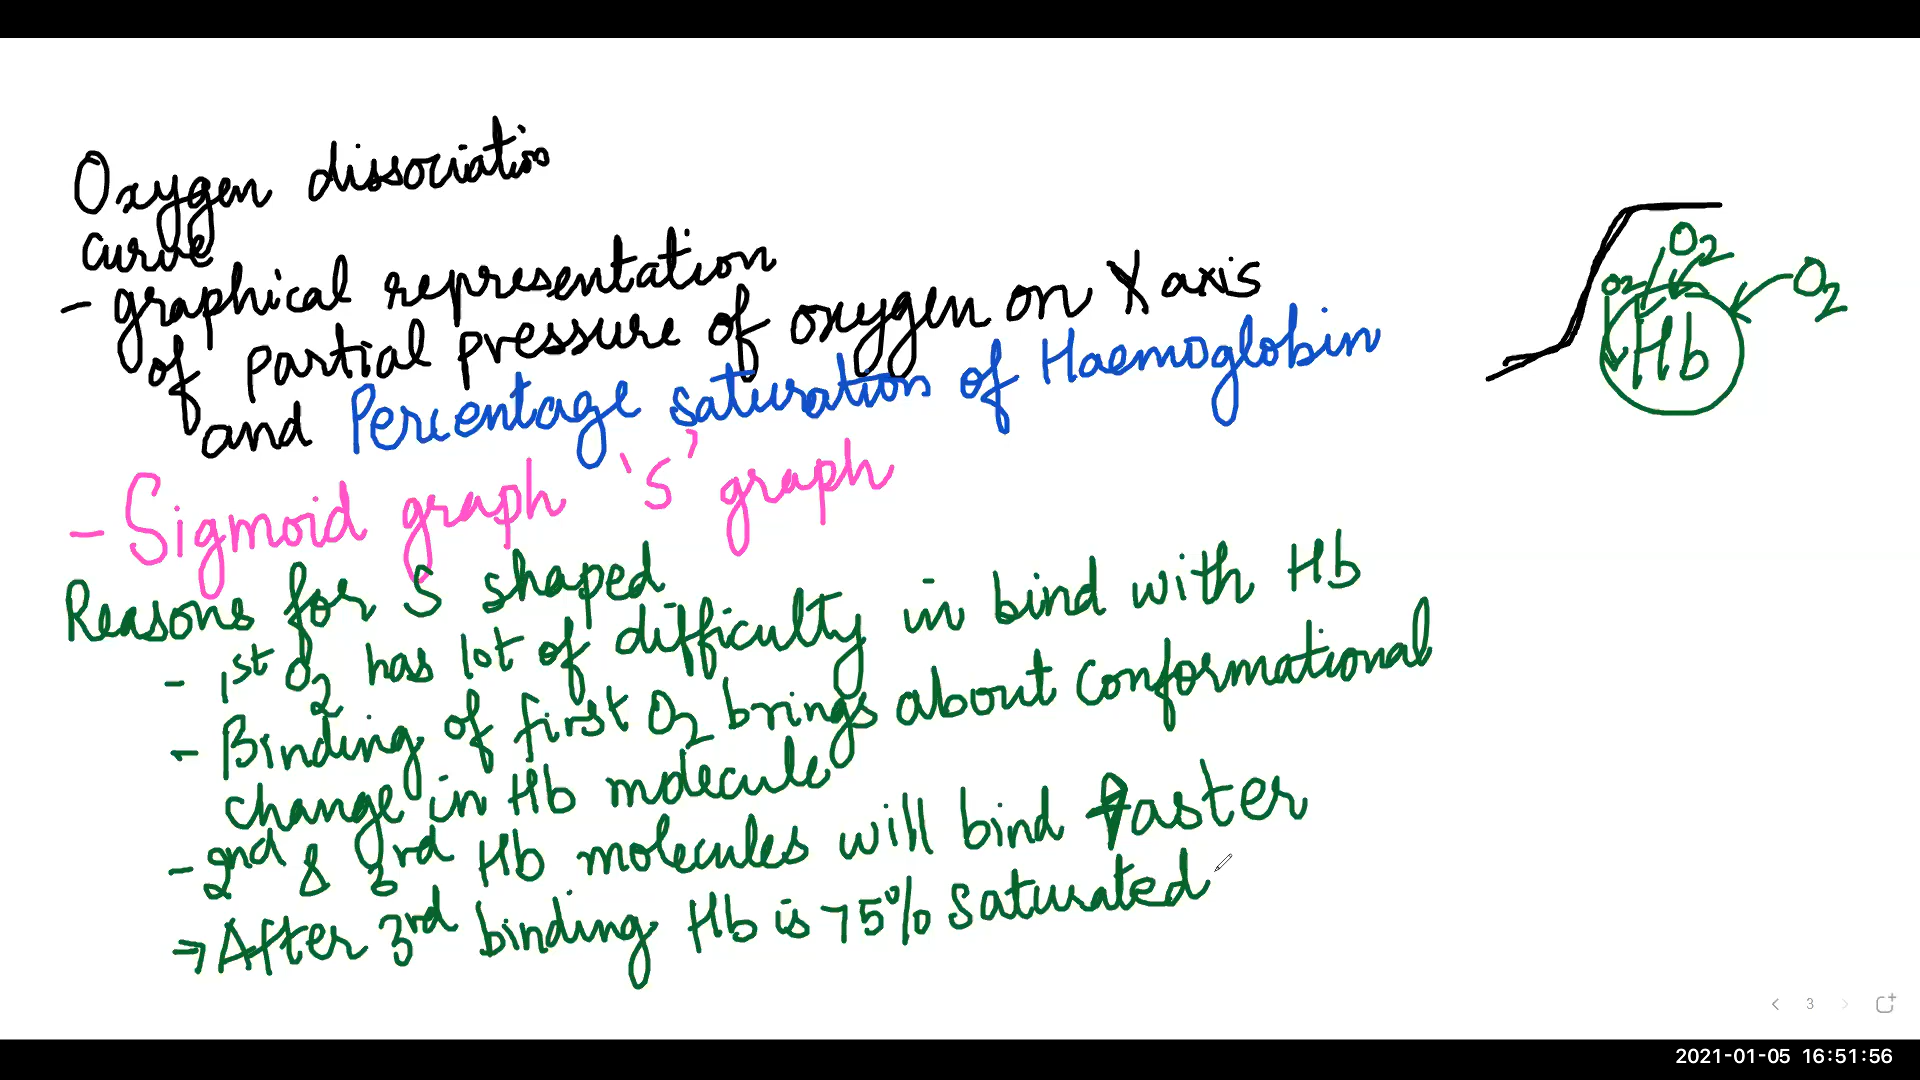 Oxygen dissociation
curve
- graphical representation
of partial pressure of oxygen on X axis
and Percentage saturation of Haemoglobin
- Sigmoid graph 'S' graph
Reasons for S shaped
- 1st O2 has lot of difficulty in bind with Hb
- Binding of first O2 brings about conformational
change in Hb molecule
- 2nd & 3rd Hb molecules will bind faster
→ After 3rd binding Hb is 75% saturated
O2
O2
O2
Hb
< 3 >
2021-01-05 16:51:56